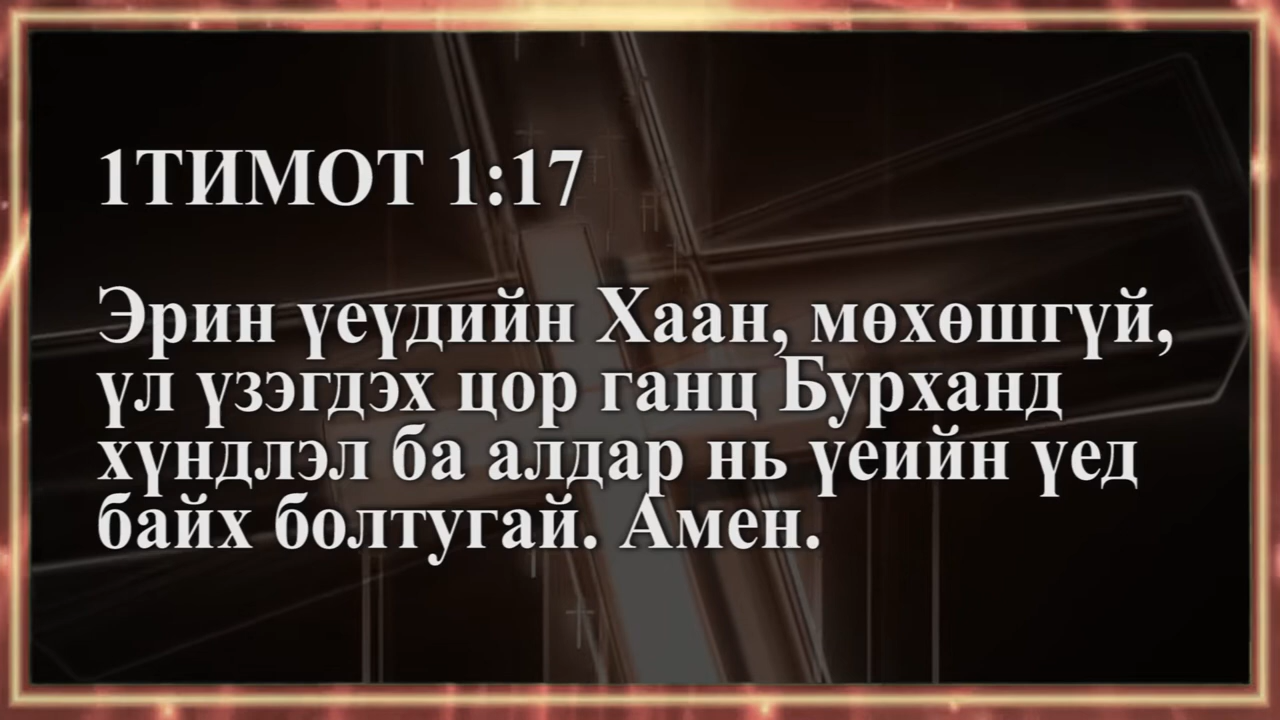 1ТИМОТ 1:17
Эрин үеүдийн Хаан, мөхөшгүй,
үл үзэгдэх цор ганц Бурханд
хүндлэл ба алдар нь үеийн үед
байх болтугай. Амен.